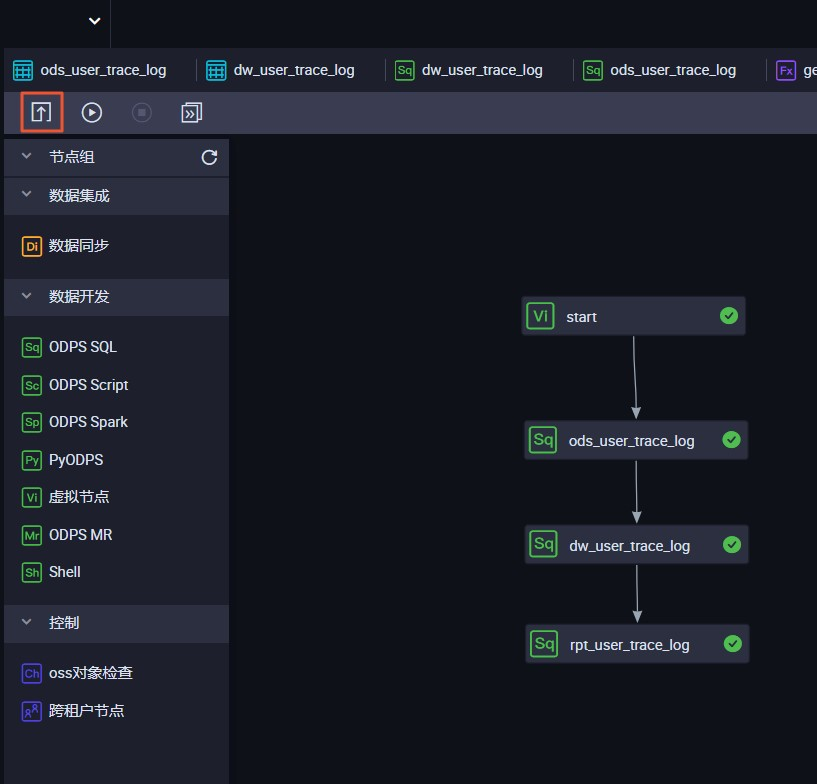 ods_user_trace_log dw_user_trace_log Sq dw_user_trace_log Sq ods_user_trace_log Fx ge
节点组
数据集成
Di 数据同步
数据开发
Sq ODPS SQL
Sc ODPS Script
Sp ODPS Spark
Py PyODPS
Vi 虚拟节点
Mr ODPS MR
Sh Shell
控制
Ch oss对象检查
跨租户节点
Vi start
Sq ods_user_trace_log
Sq dw_user_trace_log
Sq rpt_user_trace_log